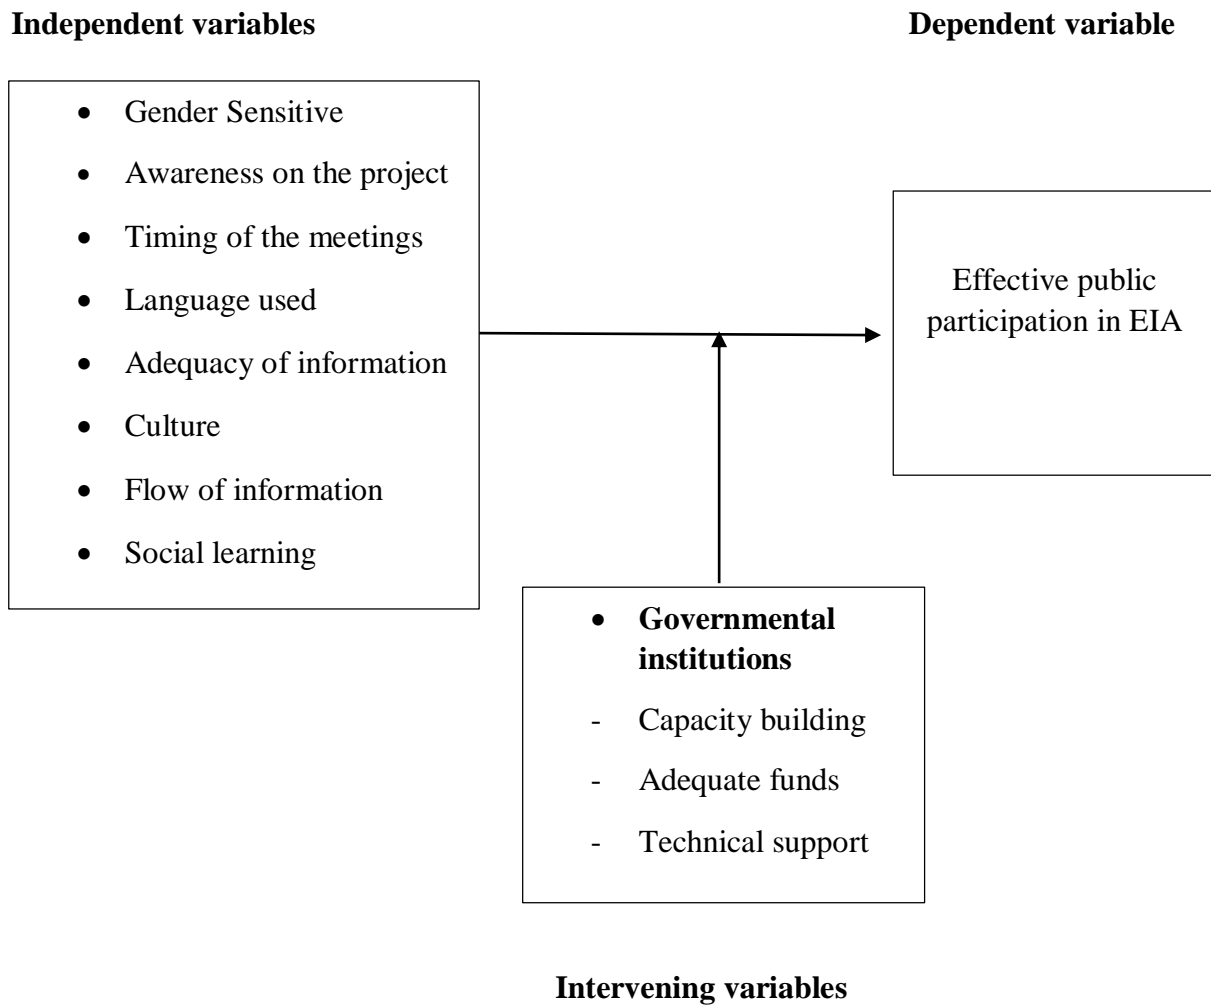 Independent variables
Dependent variable
• Gender Sensitive
• Awareness on the project
• Timing of the meetings
• Language used
• Adequacy of information
• Culture
• Flow of information
• Social learning
Effective public
participation in EIA
• Governmental
institutions
- Capacity building
- Adequate funds
- Technical support
Intervening variables